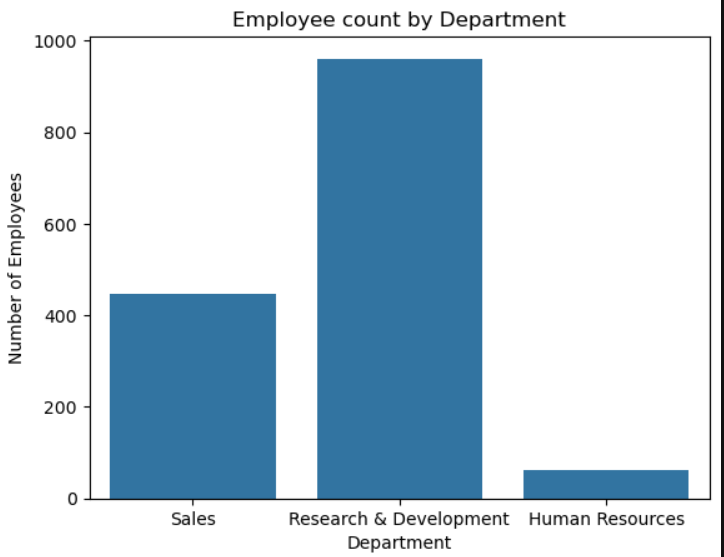 Employee count by Department
1000
800
600
400
200
0
Number of Employees
Sales
Research & Development
Human Resources
Department